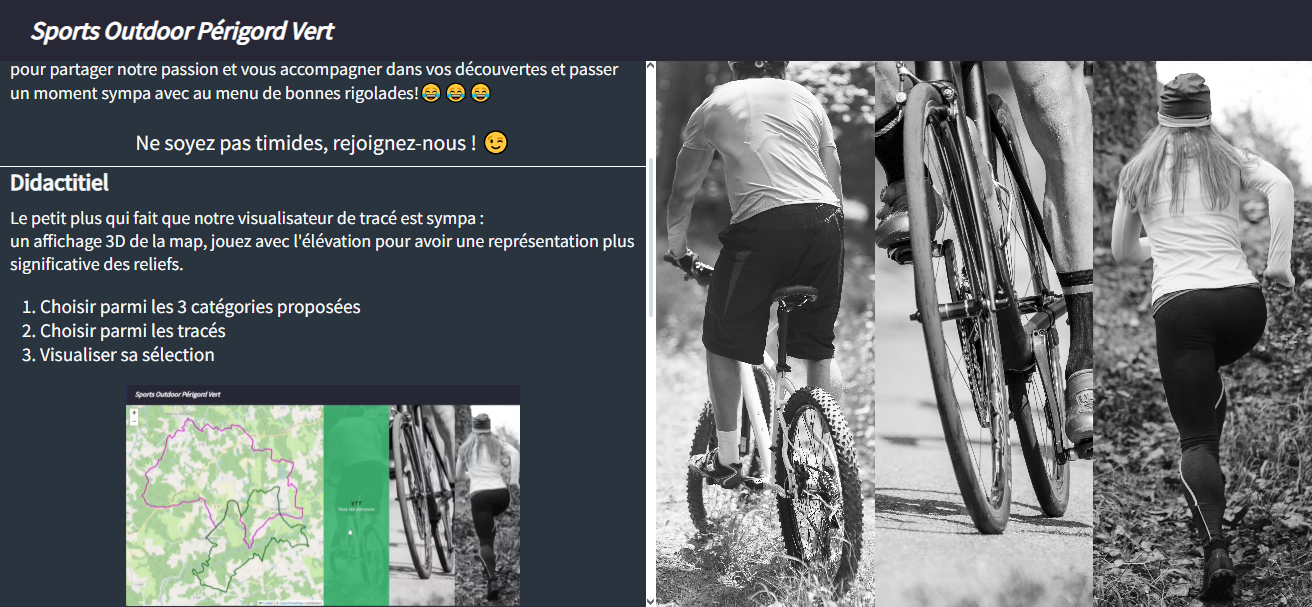 Sports Outdoor Périgord Vert
pour partager notre passion et vous accompagner dans vos découvertes et passer
un moment sympa avec au menu de bonnes rigolades!😂 😂 😂
Ne soyez pas timides, rejoignez-nous ! 😉
Didactitiel
Le petit plus qui fait que notre visualisateur de tracé est sympa :
un affichage 3D de la map, jouez avec l'élévation pour avoir une représentation plus
significative des reliefs.
1. Choisir parmi les 3 catégories proposées
2. Choisir parmi les tracés
3. Visualiser sa sélection
Sports Outdoor Périgord Vert
VTT
Tous les parcours